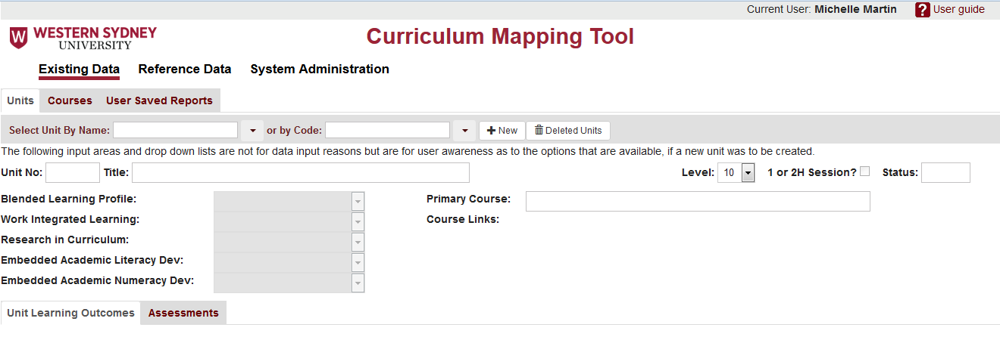 Current User: Michelle Martin ? User guide
W WESTERN SYDNEY
UNIVERSITY
Curriculum Mapping Tool
Existing Data Reference Data System Administration
Units Courses User Saved Reports
Select Unit By Name: or by Code: New Deleted Units
The following input areas and drop down lists are not for data input reasons but are for user awareness as to the options that are available, if a new unit was to be created.
Unit No: Title: Level: 10 1 or 2H Session? Status:
Blended Learning Profile: Primary Course:
Work Integrated Learning: Course Links:
Research in Curriculum:
Embedded Academic Literacy Dev:
Embedded Academic Numeracy Dev:
Unit Learning Outcomes Assessments